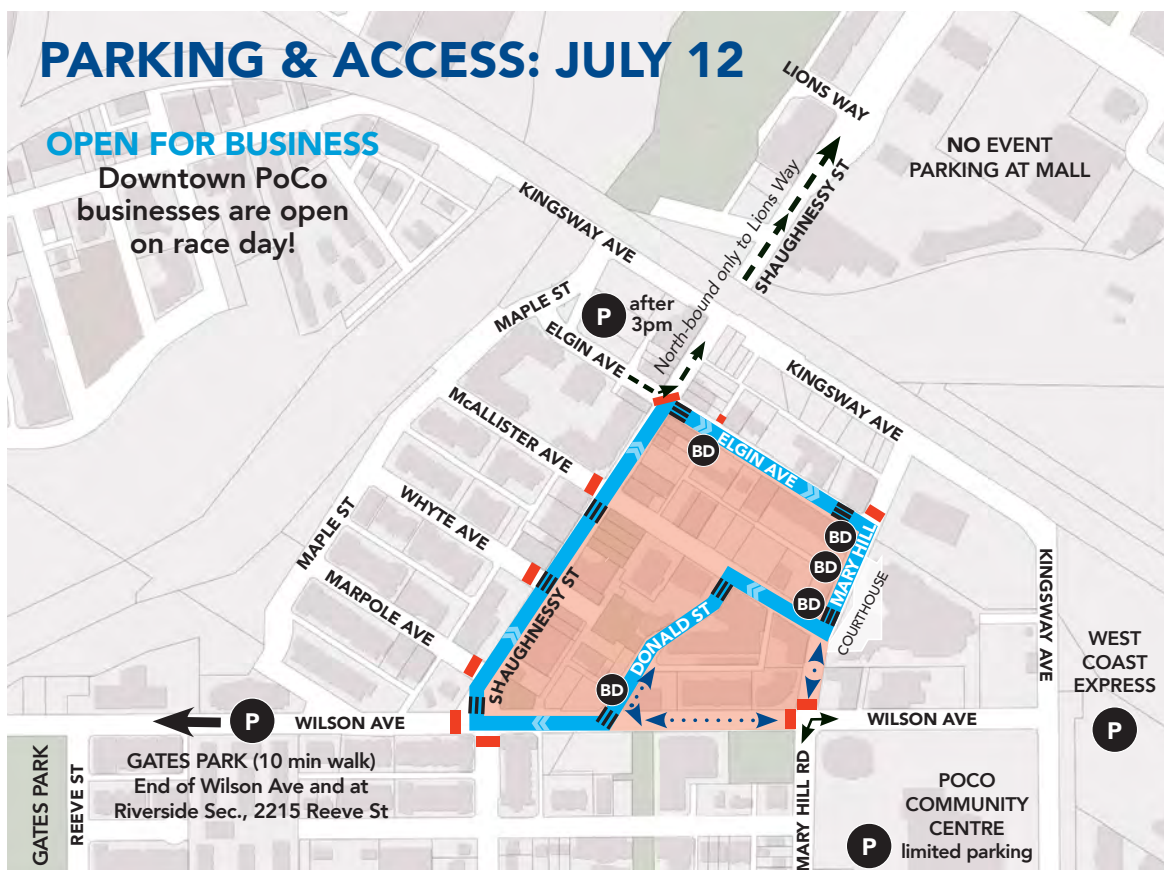 PARKING & ACCESS: JULY 12
OPEN FOR BUSINESS
Downtown PoCo
businesses are open
on race day!
LIONS WAY
NO EVENT
PARKING AT MALL
KINGSWAY AVE
North-bound only to Lions Way
SHAUGHNESSY ST
MAPLE ST
P
after
3pm
ELGIN AVE
KINGSWAY AVE
McALLISTER AVE
BD
ELGIN AVE
WHYTE AVE
MAPLE ST
BD
BD
BD
MARY HILL
COURTHOUSE
KINGSWAY AVE
MARPOLE AVE
SHAUGHNESSY ST
DONALD ST
BD
WEST
COAST
EXPRESS
P
P
WILSON AVE
WILSON AVE
GATES PARK (10 min walk)
End of Wilson Ave and at
Riverside Sec., 2215 Reeve St
GATES PARK
REEVE ST
MARY HILL RD
POCO
COMMUNITY
CENTRE
limited parking
P